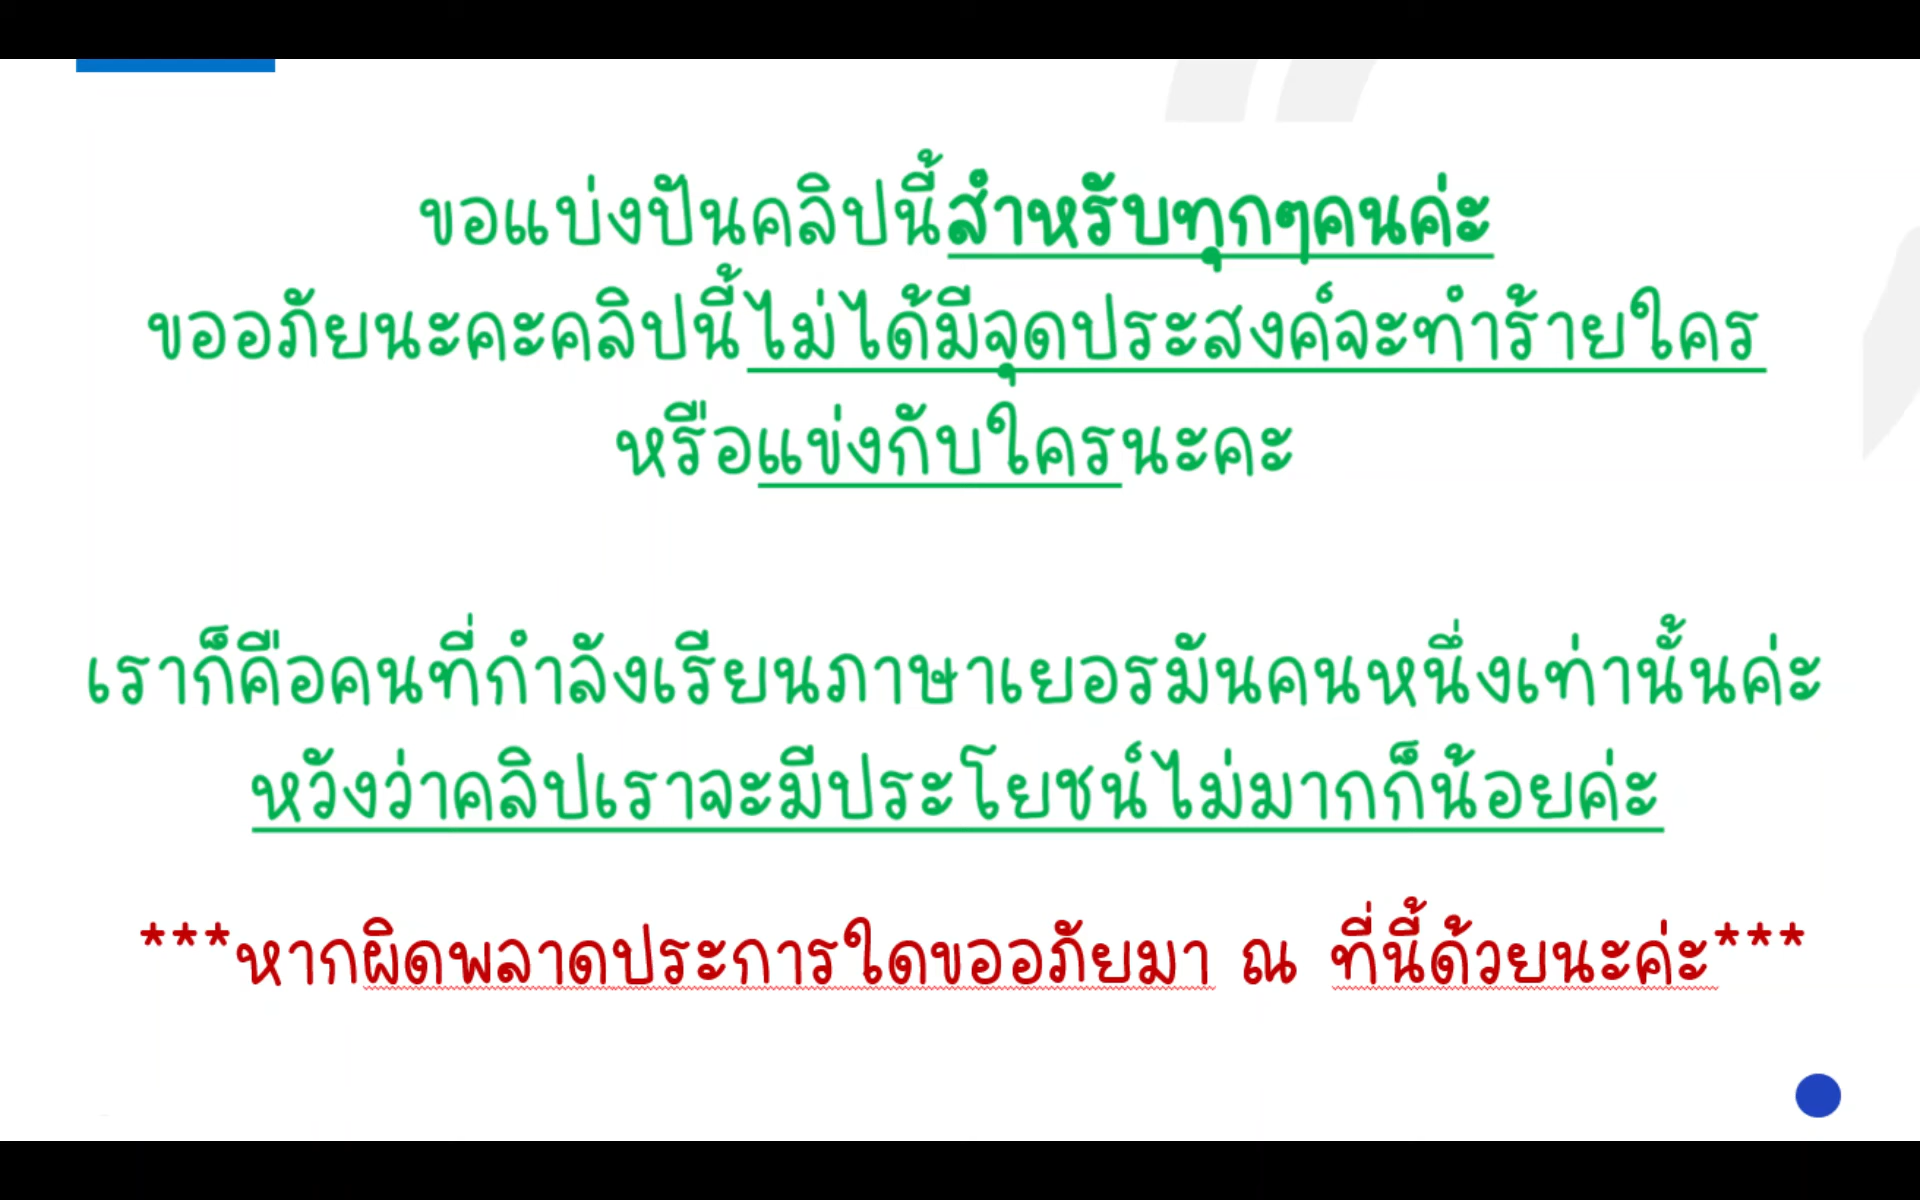 ขอแบ่งปันคลิปนี้สำหรับทุกๆคนค่ะ
ขออภัยนะคะคลิปนี้ไม่ได้มีจุดประสงค์จะทำร้ายใคร
หรือแข่งกับใครนะคะ
เราก็คือคนที่กำลังเรียนภาษาเยอรมันคนหนึ่งเท่านั้นค่ะ
หวังว่าคลิปเราจะมีประโยชน์ไม่มากก็น้อยค่ะ
***หากผิดพลาดประการใดขออภัยมา ณ ที่นี้ด้วยนะค่ะ***